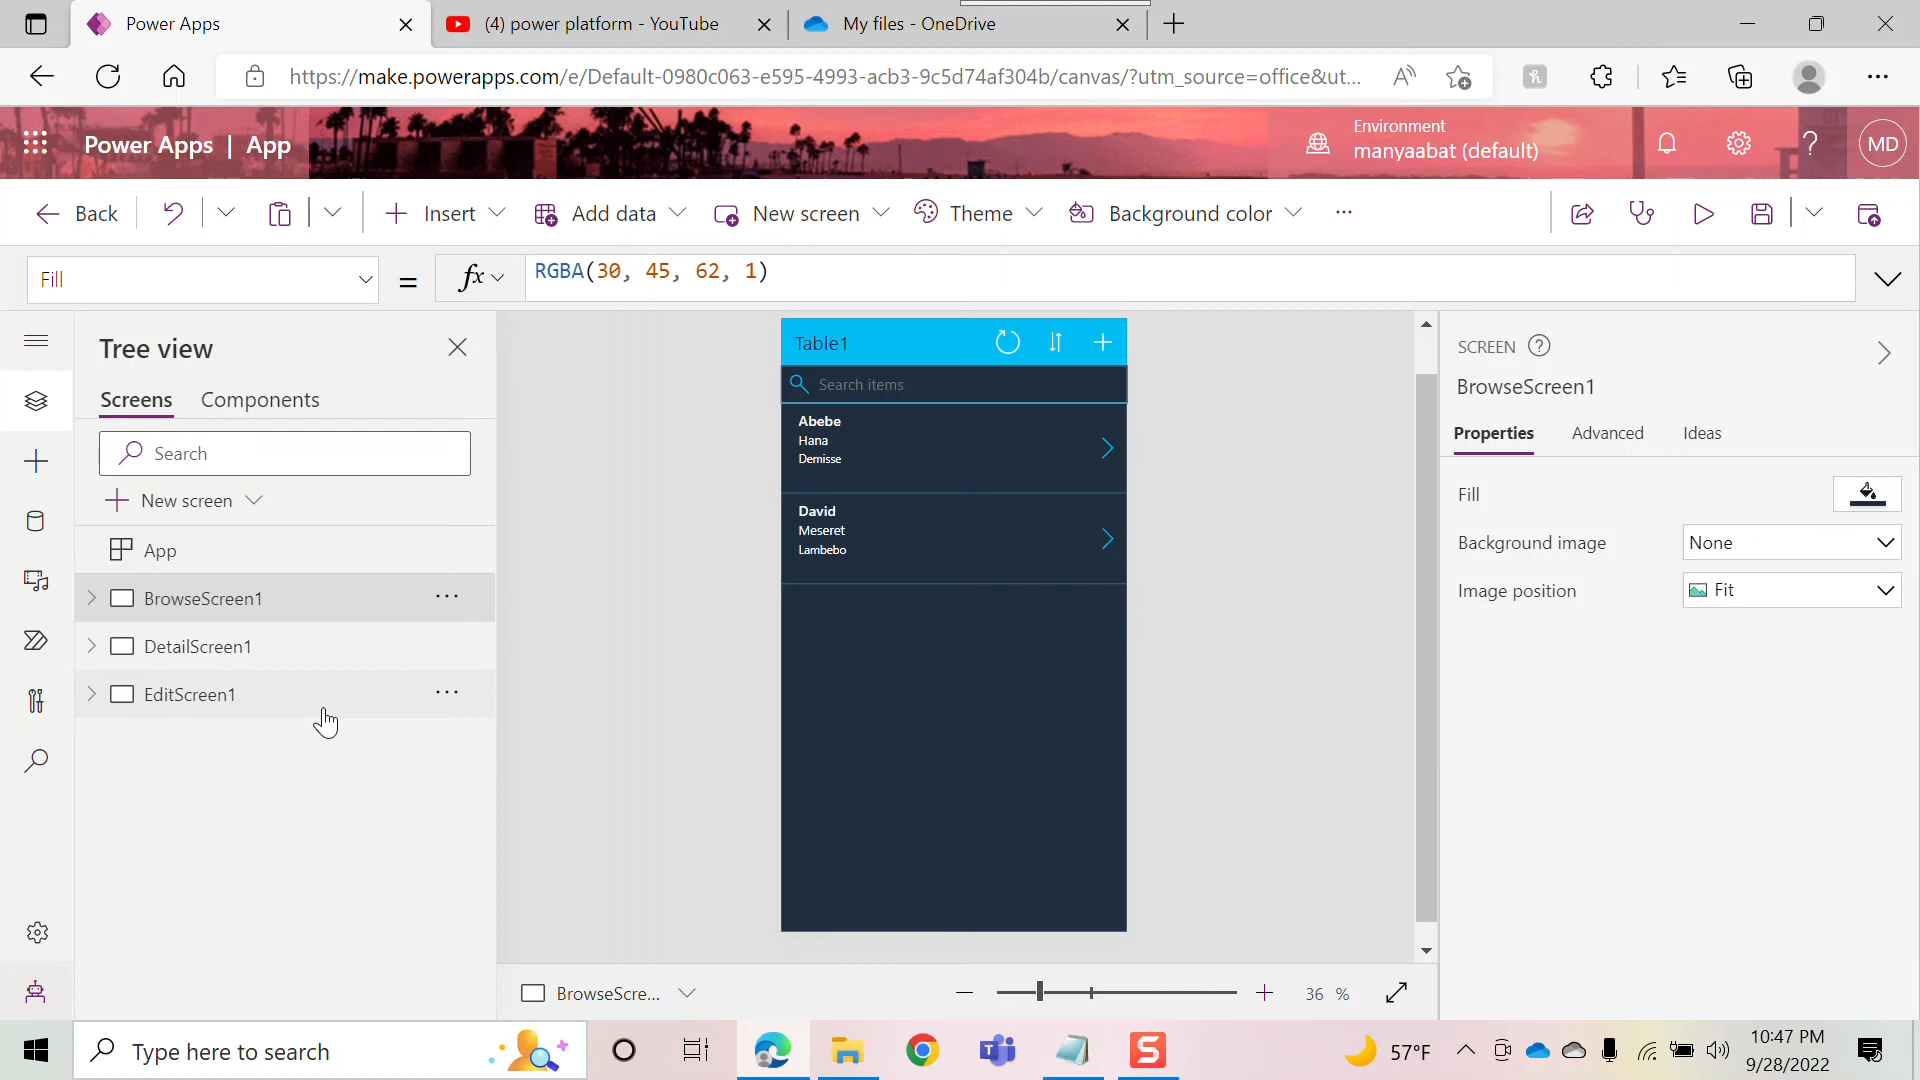 Power Apps
(4) power platform - YouTube
My files - OneDrive
https://make.powerapps.com/e/Default-0980c063-e595-4993-acb3-9c5d74af304b/canvas/?utm_source=office&ut...
Power Apps | App
Environment
manyaabat (default)
MD
Back
Insert
Add data
New screen
Theme
Background color
...
Fill
=
fx
RGBA(30, 45, 62, 1)
Tree view
Screens
Components
Search
New screen
App
BrowseScreen1
DetailScreen1
EditScreen1
Table1
Search items
Abebe
Hana
Demisse
David
Meseret
Lambebo
SCREEN
BrowseScreen1
Properties
Advanced
Ideas
Fill
Background image
None
Image position
Fit
BrowseScre...
36 %
Type here to search
57°F
10:47 PM
9/28/2022